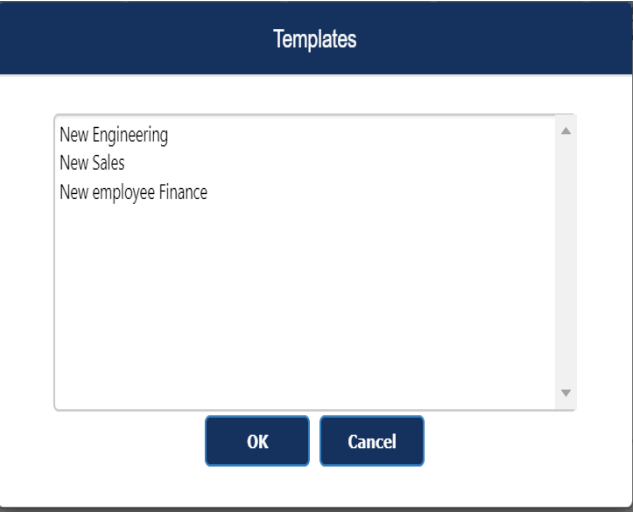 Templates
New Engineering
New Sales
New employee Finance
OK Cancel